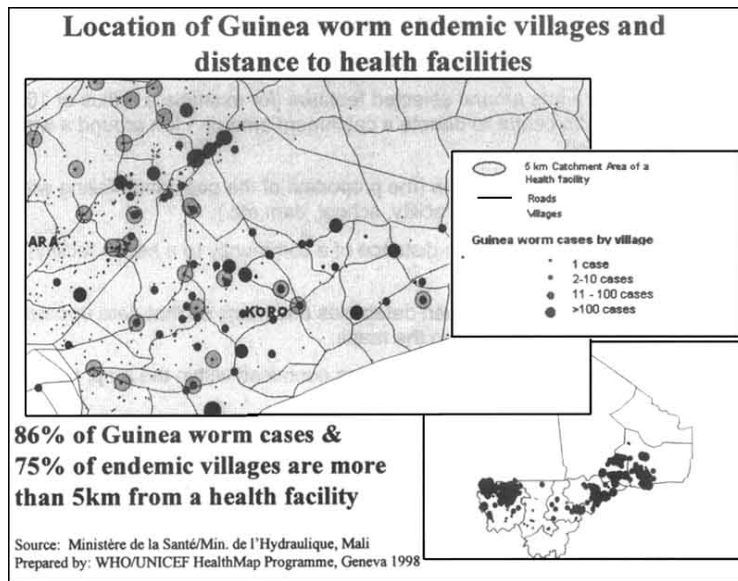 Location of Guinea worm endemic villages and
distance to health facilities
5 km Catchment Area of a
Health facility
Roads
Villages
Guinea worm cases by village
1 case
2-10 cases
11 - 100 cases
>100 cases
ARA
KORO
86% of Guinea worm cases &
75% of endemic villages are more
than 5km from a health facility
Source: Ministère de la Santé/Min. de l'Hydraulique, Mali
Prepared by: WHO/UNICEF HealthMap Programme, Geneva 1998